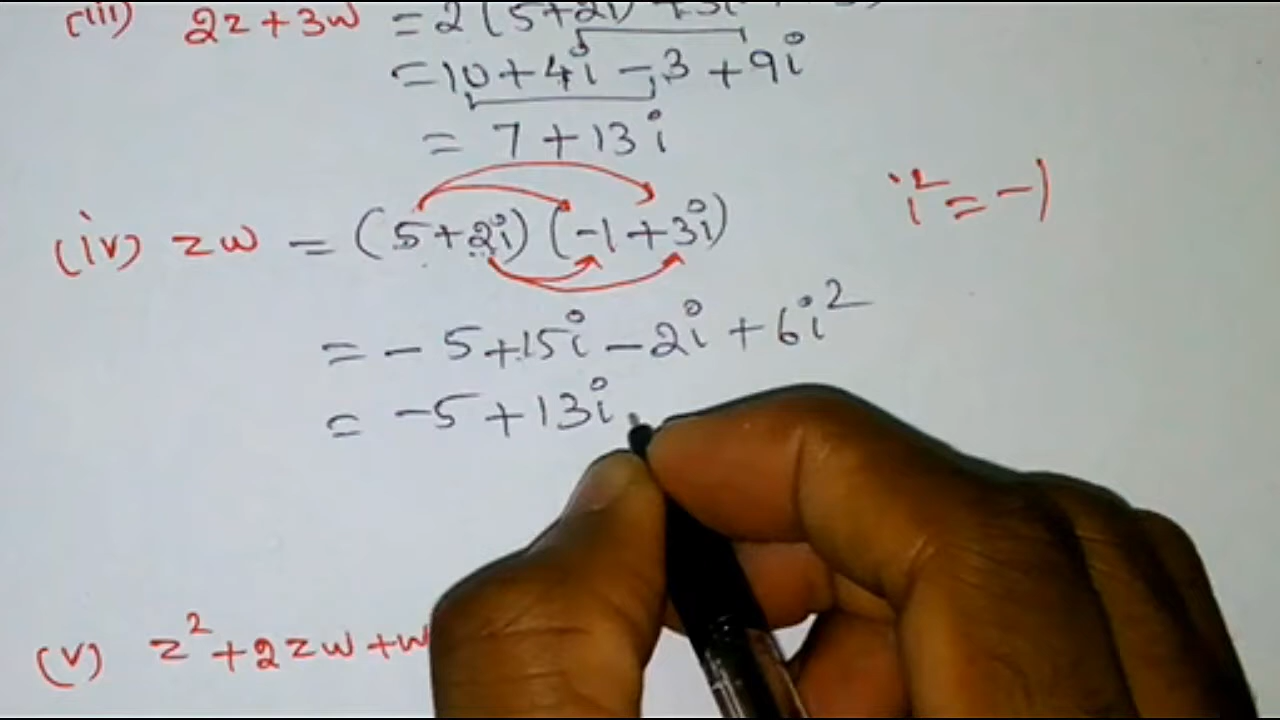 (iii) 2z+3w = 2(5+2i)
=10+4i-3+9i
= 7+13i
i²=-1
(iv) zw = (5+2i)(-1+3i)
= -5+15i-2i+6i²
= -5+13i
(v) z²+2zw+w